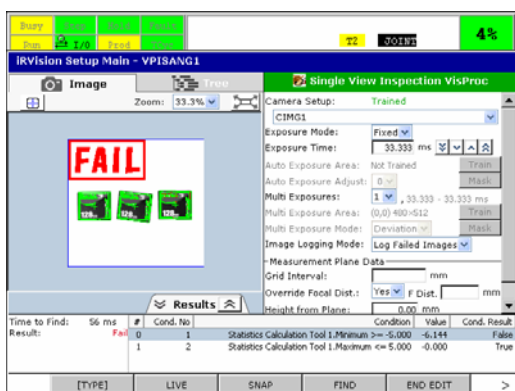 Busy Step Hold Fault
Run I/O Prod TCyc
T2 JOINT 4%
iRVision Setup Main - VPISANG1
Image Tree Single View Inspection VisProc
Zoom: 33.3%
Camera Setup: Trained
CIMG1
Exposure Mode: Fixed
Exposure Time: 33.333 ms
Auto Exposure Area: Not Trained Train
Auto Exposure Adjust: 0 Mask
Multi Exposures: 1 , 33.333 - 33.333 ms
Multi Exposure Area: (0,0) 480×512 Train
Multi Exposure Mode: Deviation Mask
Image Logging Mode: Log Failed Images
Measurement Plane Data
Grid Interval: mm
Override Focal Dist.: Yes F Dist. mm
Height from Plane: 0.00 mm
FAIL
128MB 128MB 128MB
Results
Time to Find: 56 ms
Result: Fail
# Cond. No Condition Value Cond. Result
0 1 Statistics Calculation Tool 1.Minimum >= -5.000 -6.144 False
1 2 Statistics Calculation Tool 1.Maximum <= 5.000 -0.000 True
[TYPE] LIVE SNAP FIND END EDIT >